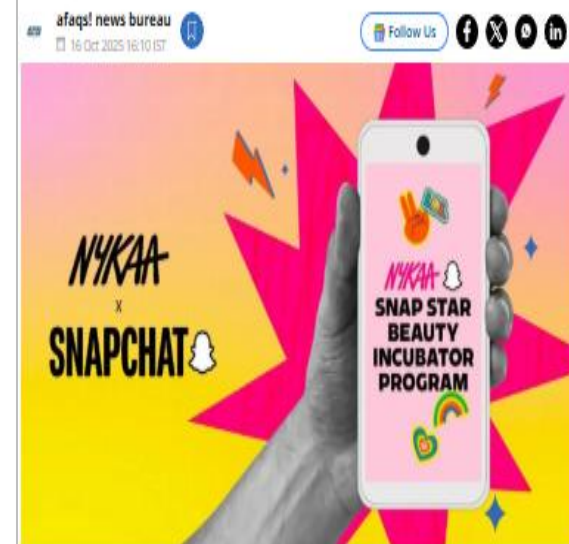 afaqs! news bureau
16 Oct 2025 16:10 IST
Follow Us
NYKAA
x
SNAPCHAT
NYKAA
SNAP STAR
BEAUTY
INCUBATOR
PROGRAM